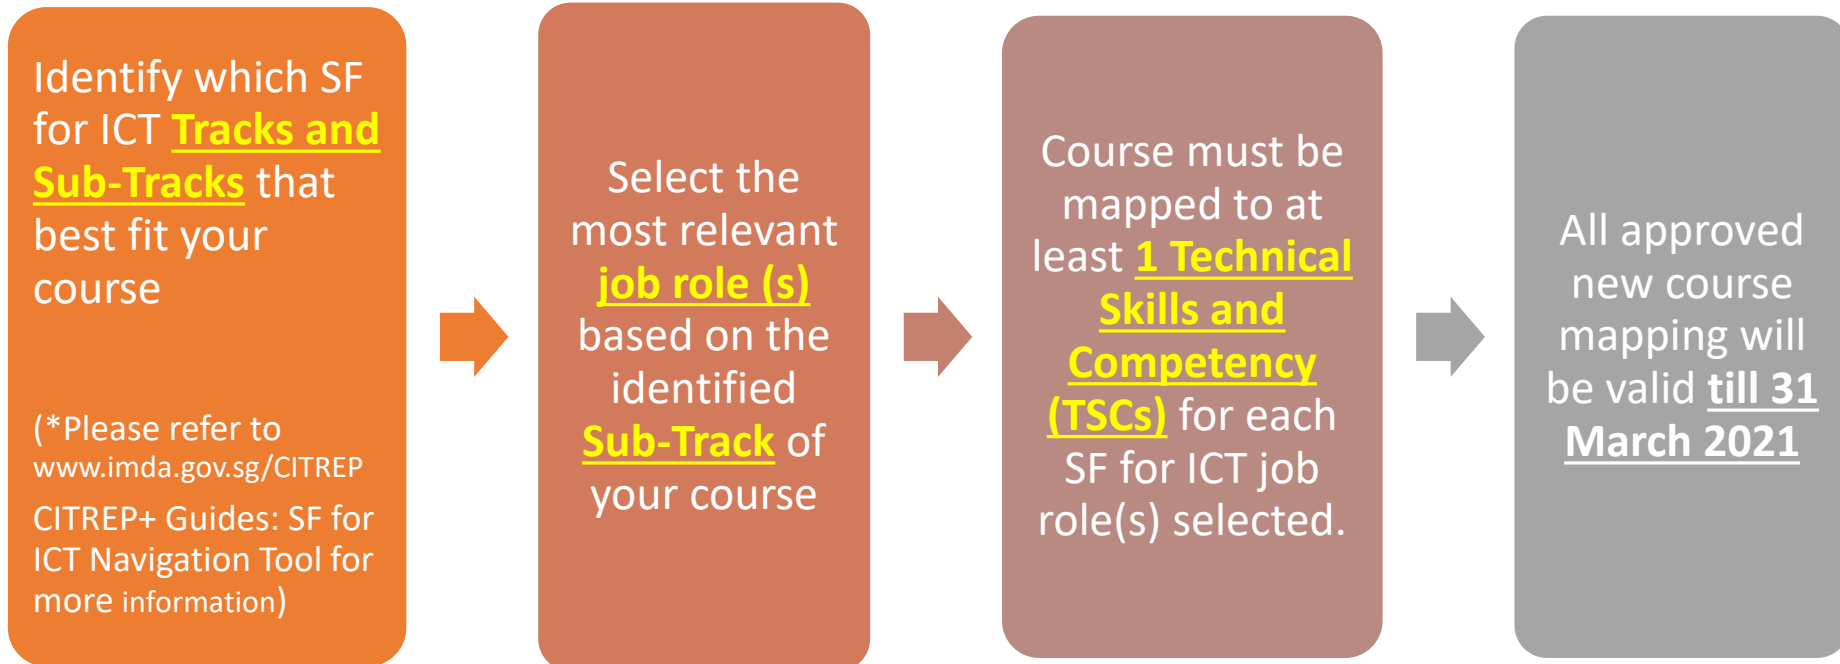 Identify which SF
for ICT Tracks and
Sub-Tracks that
best fit your
course
(*Please refer to
www.imda.gov.sg/CITREP
CITREP+ Guides: SF for
ICT Navigation Tool for
more information)
Select the
most relevant
job role (s)
based on the
identified
Sub-Track of
your course
Course must be
mapped to at
least 1 Technical
Skills and
Competency
(TSCs) for each
SF for ICT job
role(s) selected.
All approved
new course
mapping will
be valid till 31
March 2021